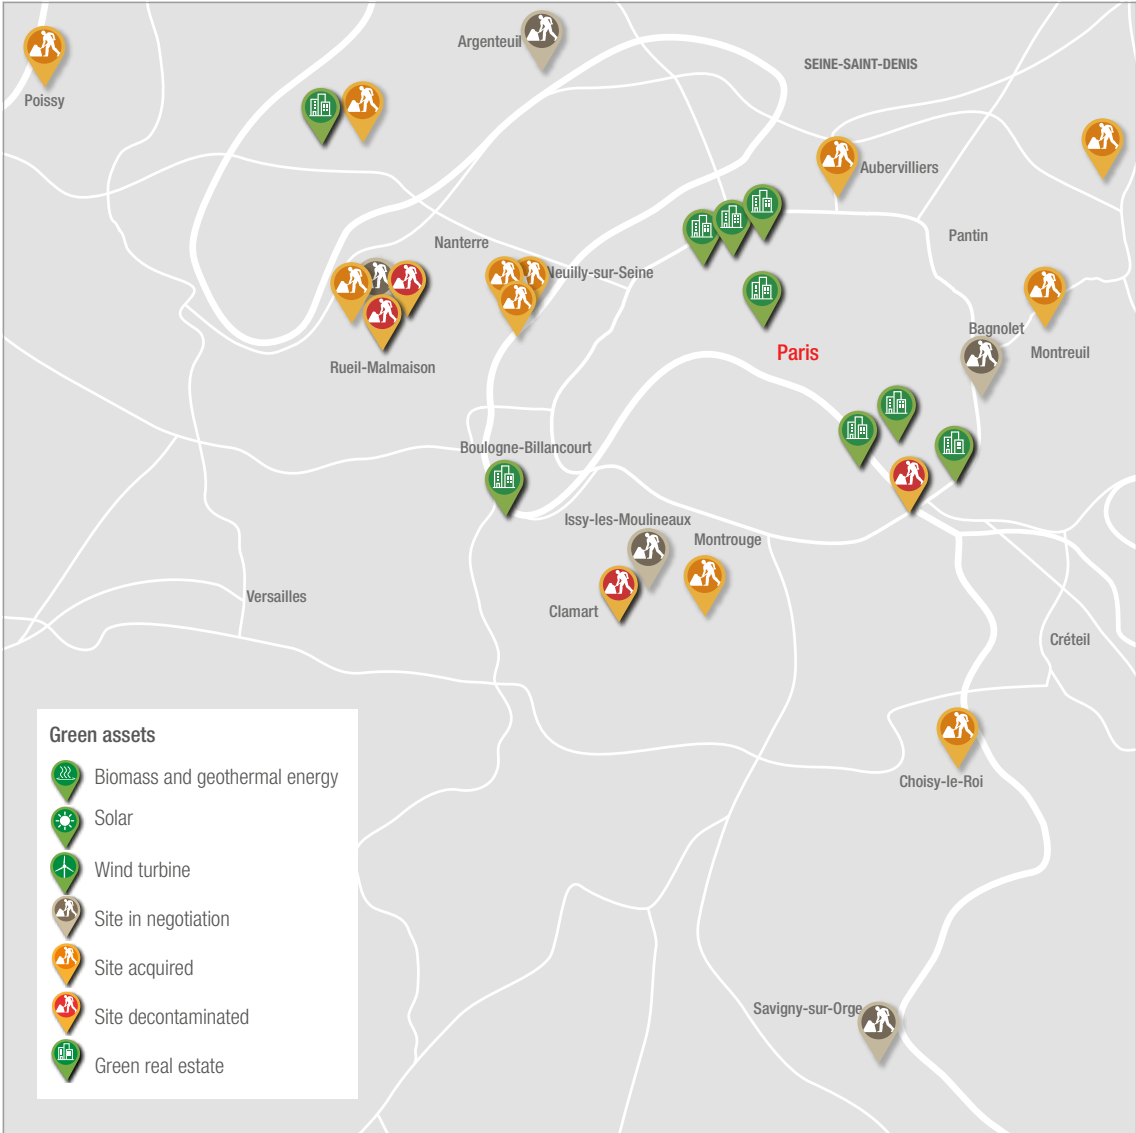 Argenteuil
SEINE-SAINT-DENIS
Poissy
Aubervilliers
Pantin
Nanterre
Neuilly-sur-Seine
Bagnolet
Paris
Montreuil
Rueil-Malmaison
Boulogne-Billancourt
Issy-les-Moulineaux
Montrouge
Versailles
Clamart
Créteil
Green assets
Biomass and geothermal energy
Choisy-le-Roi
Solar
Wind turbine
Site in negotiation
Site acquired
Savigny-sur-Orge
Site decontaminated
Green real estate